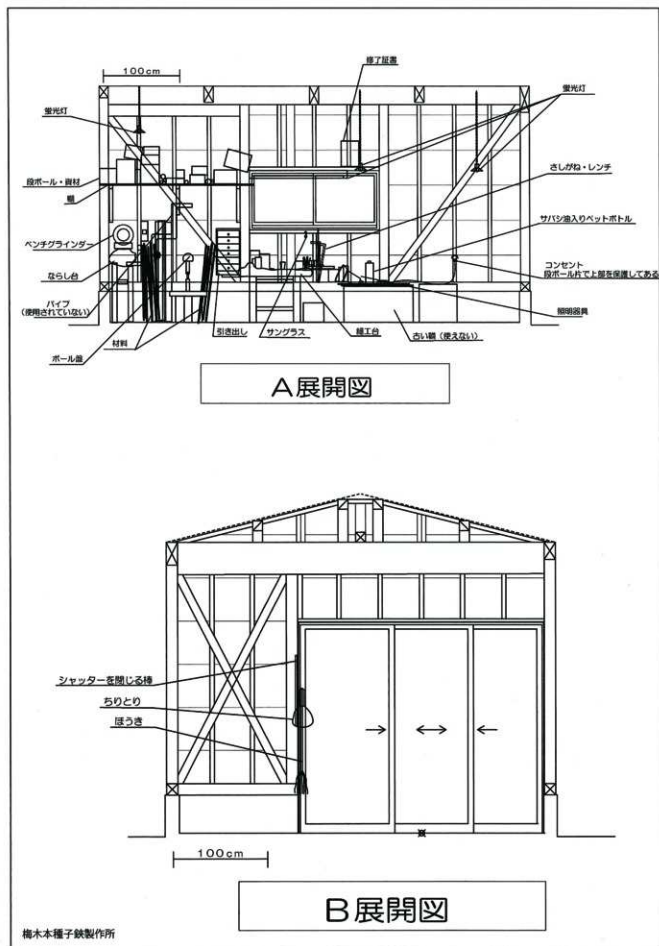 100cm
修了証書
蛍光灯
蛍光灯
さしがね・レンチ
段ボール・資材
棚
サバシ油入りペットボトル
ベンチグラインダー
コンセント
段ボール片で上部を保護してある
ならし台
パイプ
(使用されていない)
照明器具
材料
引き出し
サングラス
細工台
古い鞴(使えない)
ボール盤
A展開図
シャッターを閉じる棒
ちりとり
ほうき
100cm
B展開図
梅木本種子鋏製作所